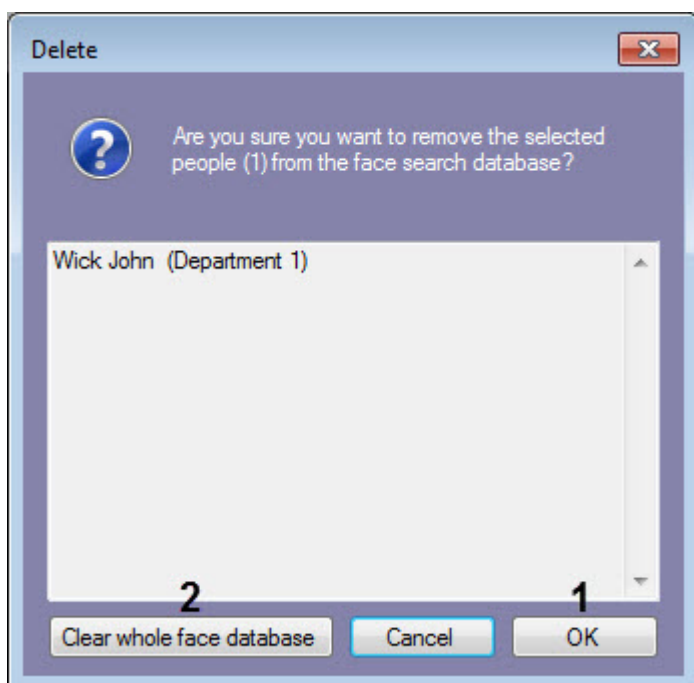 Delete
Are you sure you want to remove the selected
people (1) from the face search database?
Wick John (Department 1)
2
1
Clear whole face database
Cancel
OK